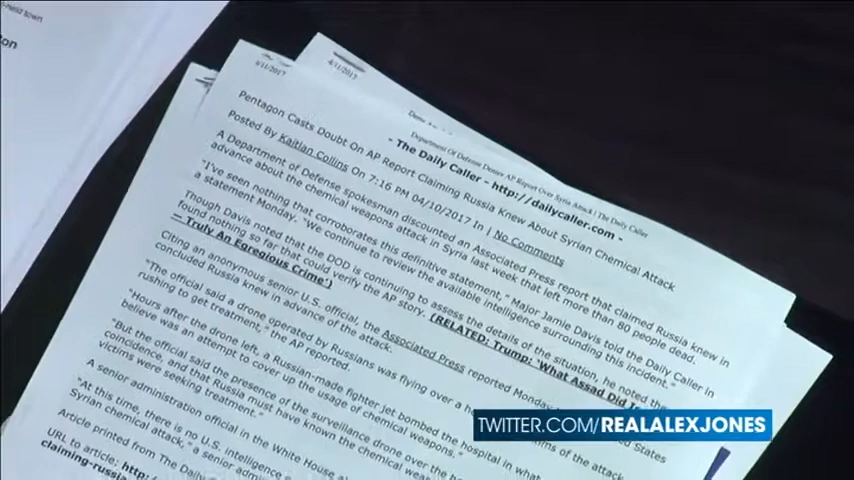 ton
4/11/2017
4/11/2017
Department Of Defense Denies AP Report Over Syria Attack | The Daily Caller
- The Daily Caller - http://dailycaller.com -
Pentagon Casts Doubt On AP Report Claiming Russia Knew About Syrian Chemical Attack
Posted By Kaitlan Collins On 7:16 PM 04/10/2017 In | No Comments
A Department of Defense spokesman discounted an Associated Press report that claimed Russia knew in
advance about the chemical weapons attack in Syria last week that left more than 80 people dead.
"I've seen nothing that corroborates this definitive statement," Major Jamie Davis told the Daily Caller in
a statement Monday. "We continue to review the available intelligence surrounding this incident."
Though Davis noted that the DOD is continuing to assess the details of the situation, he noted they
found nothing so far that could verify the AP story. (RELATED: Trump: 'What Assad Did Is
— Truly An Egregious Crime')
Citing an anonymous senior U.S. official, the Associated Press reported Monday
ted States
concluded Russia knew in advance of the attack.
"The official said a drone operated by Russians was flying over a
ims of the attack
rushing to get treatment," the AP reported.
"Hours after the drone left, a Russian-made fighter jet bombed the hospital in what
believe was an attempt to cover up the usage of chemical weapons."
"But the official said the presence of the surveillance drone over the
coincidence, and that Russia must have known the chemical
victims were seeking treatment."
A senior administration official in the White House
"At this time, there is no U.S. intelligence
Syrian chemical attack," a senior
Article printed from The Daily
URL to article: http:/
claiming-russia
TWITTER.COM/REALALEXJONES